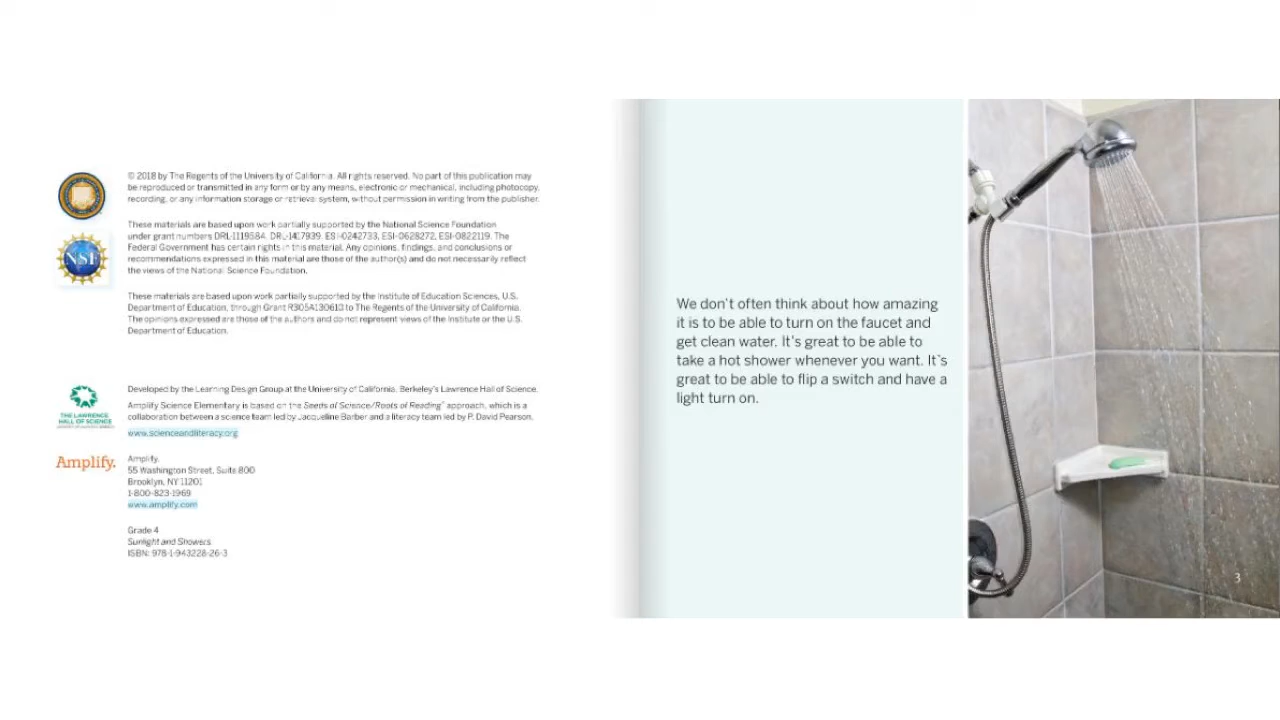 © 2018 by The Regents of the University of California. All rights reserved. No part of this publication may
be reproduced or transmitted in any form or by any means, electronic or mechanical, including photocopy,
recording, or any information storage or retrieval system, without permission in writing from the publisher.
These materials are based upon work partially supported by the National Science Foundation
under grant numbers DRL-1119584, DRL-1417939, ESI-0242733, ESI-0628272, ESI-0822119. The
Federal Government has certain rights in this material. Any opinions, findings, and conclusions or
recommendations expressed in this material are those of the author(s) and do not necessarily reflect
the views of the National Science Foundation.
NSF
These materials are based upon work partially supported by the Institute of Education Sciences, U.S.
Department of Education, through Grant R305A130610 to The Regents of the University of California.
The opinions expressed are those of the authors and do not represent views of the Institute or the U.S.
Department of Education.
Developed by the Learning Design Group at the University of California, Berkeley's Lawrence Hall of Science.
THE LAWRENCE
HALL OF SCIENCE
Amplify Science Elementary is based on the Seeds of Science/Roots of Reading® approach, which is a
collaboration between a science team led by Jacqueline Barber and a literacy team led by P. David Pearson.
www.scienceandliteracy.org
Amplify.
Amplify.
55 Washington Street, Suite 800
Brooklyn, NY 11201
1-800-823-1969
www.amplify.com
Grade 4
Sunlight and Showers
ISBN: 978-1-943228-26-3
We don't often think about how amazing
it is to be able to turn on the faucet and
get clean water. It's great to be able to
take a hot shower whenever you want. It's
great to be able to flip a switch and have a
light turn on.
3